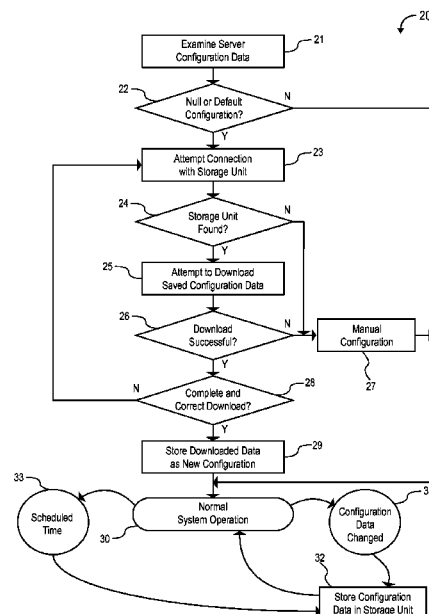 20
Examine Server
Configuration Data
21
22
Null or Default
Configuration?
N
Y
Attempt Connection
with Storage Unit
23
24
Storage Unit
Found?
N
Y
25
Attempt to Download
Saved Configuration Data
26
Download
Successful?
N
Manual
Configuration
27
Y
N
Complete and
Correct Download?
28
Y
Store Downloaded Data
as New Configuration
29
33
Scheduled
Time
Normal
System Operation
30
Configuration
Data
Changed
32
Store Configuration
Data in Storage Unit